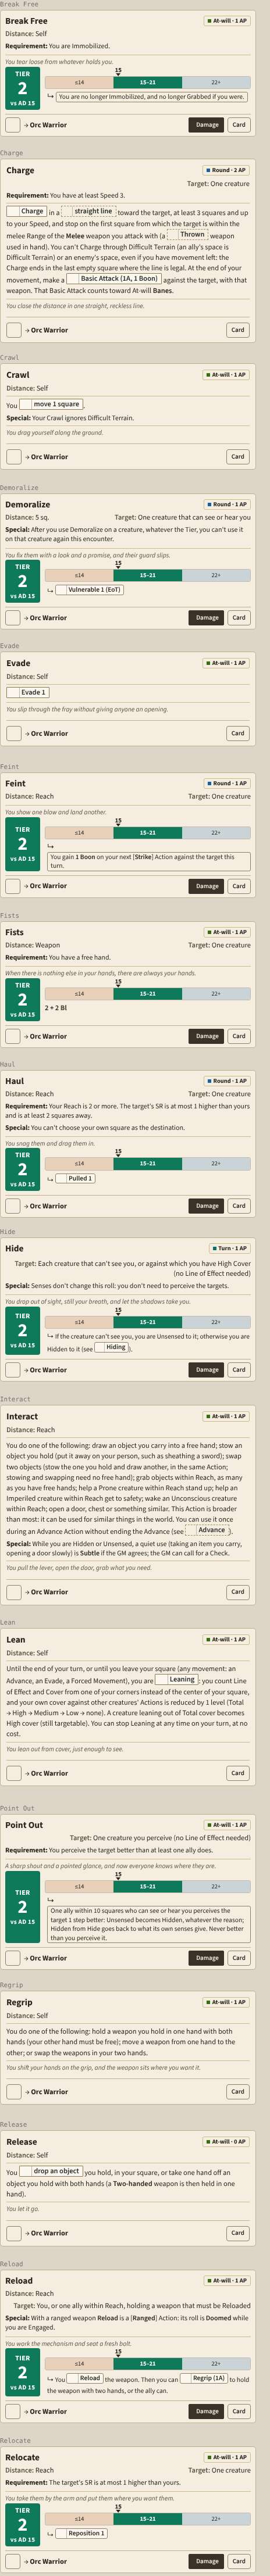 Break Free
Break Free
At-will · 1 AP
Distance: Self
Requirement: You are Immobilized.
You tear loose from whatever holds you.
TIER
2
vs AD 15
15
≤14
15–21
22+
You are no longer Immobilized, and no longer Grabbed if you were.
→ Orc Warrior
Damage
Card
Charge
Charge
Round · 2 AP
Target: One creature
Requirement: You have at least Speed 3.
Charge in a straight line toward the target, at least 3 squares and up
to your Speed, and stop on the first square from which the target is within the
melee Range of the Melee weapon you attack with (a Thrown weapon
used in hand). You can't Charge through Difficult Terrain (an ally's space is
Difficult Terrain) or an enemy's space, even if you have movement left: the
Charge ends in the last empty square where the line is legal. At the end of your
movement, make a Basic Attack (1A, 1 Boon) against the target, with that
weapon. That Basic Attack counts toward At-will Banes.
You close the distance in one straight, reckless line.
→ Orc Warrior
Card
Crawl
Crawl
At-will · 1 AP
Distance: Self
You move 1 square
Special: Your Crawl ignores Difficult Terrain.
You drag yourself along the ground.
→ Orc Warrior
Card
Demoralize
Demoralize
Round · 1 AP
Distance: 5 sq.
Target: One creature that can see or hear you
Special: After you use Demoralize on a creature, whatever the Tier, you can't use it
on that creature again this encounter.
You fix them with a look and a promise, and their guard slips.
TIER
2
vs AD 15
15
≤14
15–21
22+
Vulnerable 1 (EoT)
→ Orc Warrior
Damage
Card
Evade
Evade
At-will · 1 AP
Distance: Self
Evade 1
You slip through the fray without giving anyone an opening.
→ Orc Warrior
Card
Feint
Feint
Round · 1 AP
Distance: Reach
Target: One creature
You show one blow and land another.
TIER
2
vs AD 15
15
≤14
15–21
22+
You gain 1 Boon on your next [Strike] Action against the target this
turn.
→ Orc Warrior
Damage
Card
Fists
Fists
At-will · 1 AP
Distance: Weapon
Target: One creature
Requirement: You have a free hand.
When there is nothing else in your hands, there are always your hands.
TIER
2
vs AD 15
15
≤14
15–21
22+
2 + 2 Bl
→ Orc Warrior
Damage
Card
Haul
Haul
Round · 1 AP
Distance: Reach
Target: One creature
Requirement: Your Reach is 2 or more. The target's SR is at most 1 higher than yours
and is at least 2 squares away.
Special: You can't choose your own square as the destination.
You snag them and drag them in.
TIER
2
vs AD 15
15
≤14
15–21
22+
Pulled 1
→ Orc Warrior
Damage
Card
Hide
Hide
Turn · 1 AP
Target: Each creature that can't see you, or against which you have High Cover
(no Line of Effect needed)
Special: Senses don't change this roll: you don't need to perceive the targets.
You drop out of sight, still your breath, and let the shadows take you.
TIER
2
vs AD 15
15
≤14
15–21
22+
If the creature can't see you, you are Unsensed to it; otherwise you are
Hidden to it (see Hiding).
→ Orc Warrior
Damage
Card
Interact
Interact
At-will · 1 AP
Distance: Reach
You do one of the following: draw an object you carry into a free hand; stow an
object you hold (put it away on your person, such as sheathing a sword); swap
two objects (stow the one you hold and draw another, in the same Action;
stowing and swapping need no free hand); grab objects within Reach, as many
as you have free hands; help a Prone creature within Reach stand up; help an
Imperiled creature within Reach get to safety; make an Unconscious creature
within Reach; open a door, chest or something similar. This Action is broader
than most: it can be used for similar things in the world. You can use it once
during an Advance Action without ending the Advance (see Advance).
Special: While you are Hidden or Unsensed, a quiet use (taking an item you carry,
opening a door slowly) is Subtle if the GM agrees; the GM can call for a Check.
You pull the lever, open the door, grab what you need.
→ Orc Warrior
Card
Lean
Lean
At-will · 1 AP
Distance: Self
Until the end of your turn, or until you leave your square (any movement: an
Advance, an Evade, a Forced Movement), you are Leaning: you count Line
of Effect and Cover from one of your corners instead of the center of your square,
and your own cover against other creatures' Actions is reduced by 1 level (Total
→ High → Medium → Low → none). A creature leaning out of Total cover becomes
High cover (still targetable). You can stop Leaning at any time on your turn, at no
cost.
You lean out from cover, just enough to see.
→ Orc Warrior
Card
Point Out
Point Out
At-will · 1 AP
Target: One creature you perceive (no Line of Effect needed)
Requirement: You perceive the target better than at least one ally does.
A sharp shout and a pointed glance, and now everyone knows where they are.
TIER
2
vs AD 15
15
≤14
15–21
22+
One ally within 10 squares who can see or hear you perceives the
target 1 step better: Unsensed becomes Hidden, whatever the reason;
Hidden from Hide goes back to what its own senses give. Never better
than you perceive it.
→ Orc Warrior
Damage
Card
Regrip
Regrip
At-will · 1 AP
Distance: Self
You do one of the following: hold a weapon you hold in one hand with both
hands (your other hand must be free); move a weapon from one hand to the
other; or swap the weapons in your two hands.
You shift your hands on the grip, and the weapon sits where you want it.
→ Orc Warrior
Card
Release
Release
At-will · 0 AP
Distance: Self
You drop an object you hold, in your square, or take one hand off an
object you hold with both hands (a Two-handed weapon is then held in one
hand).
You let it go.
→ Orc Warrior
Card
Reload
Reload
At-will · 1 AP
Distance: Reach
Target: You, or one ally within Reach, holding a weapon that must be Reloaded
Special: With a ranged weapon Reload is a [Ranged] Action: its roll is Doomed while
you are Engaged.
You work the mechanism and seat a fresh bolt.
TIER
2
vs AD 15
15
≤14
15–21
22+
You Reload the weapon. Then you can Regrip (1A) to hold
the weapon with two hands, or the ally can.
→ Orc Warrior
Damage
Card
Relocate
Relocate
At-will · 1 AP
Distance: Reach
Target: One creature
Requirement: The target's SR is at most 1 higher than yours.
You take them by the arm and put them where you want them.
TIER
2
vs AD 15
15
≤14
15–21
22+
Reposition 1
→ Orc Warrior
Damage
Card